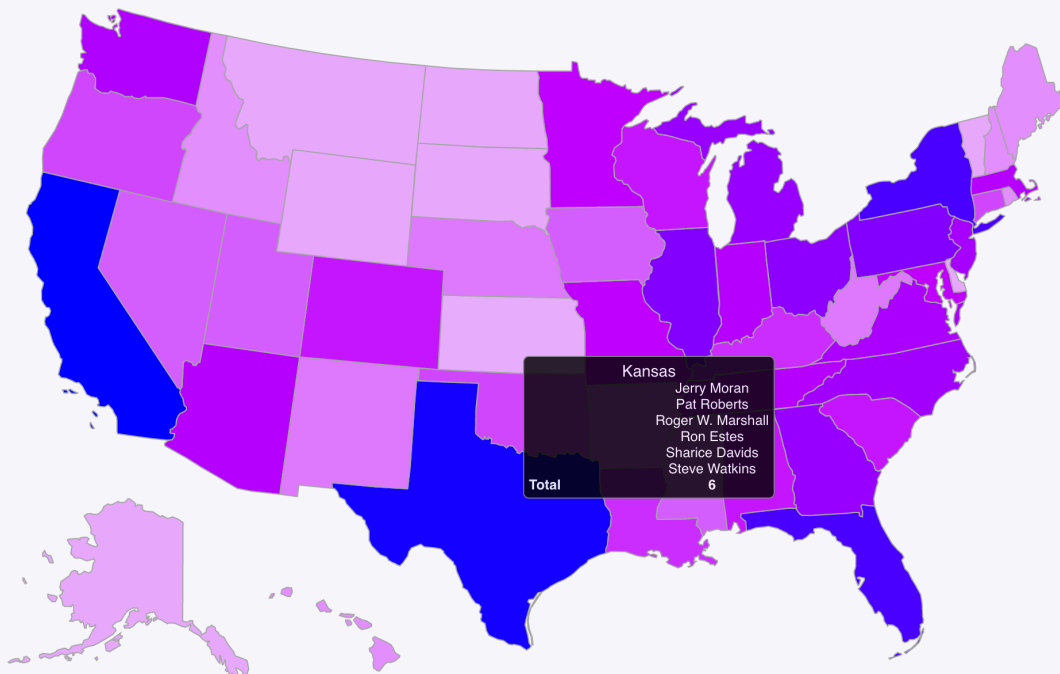 Kansas
Jerry Moran
Pat Roberts
Roger W. Marshall
Ron Estes
Sharice Davids
Steve Watkins
Total 6